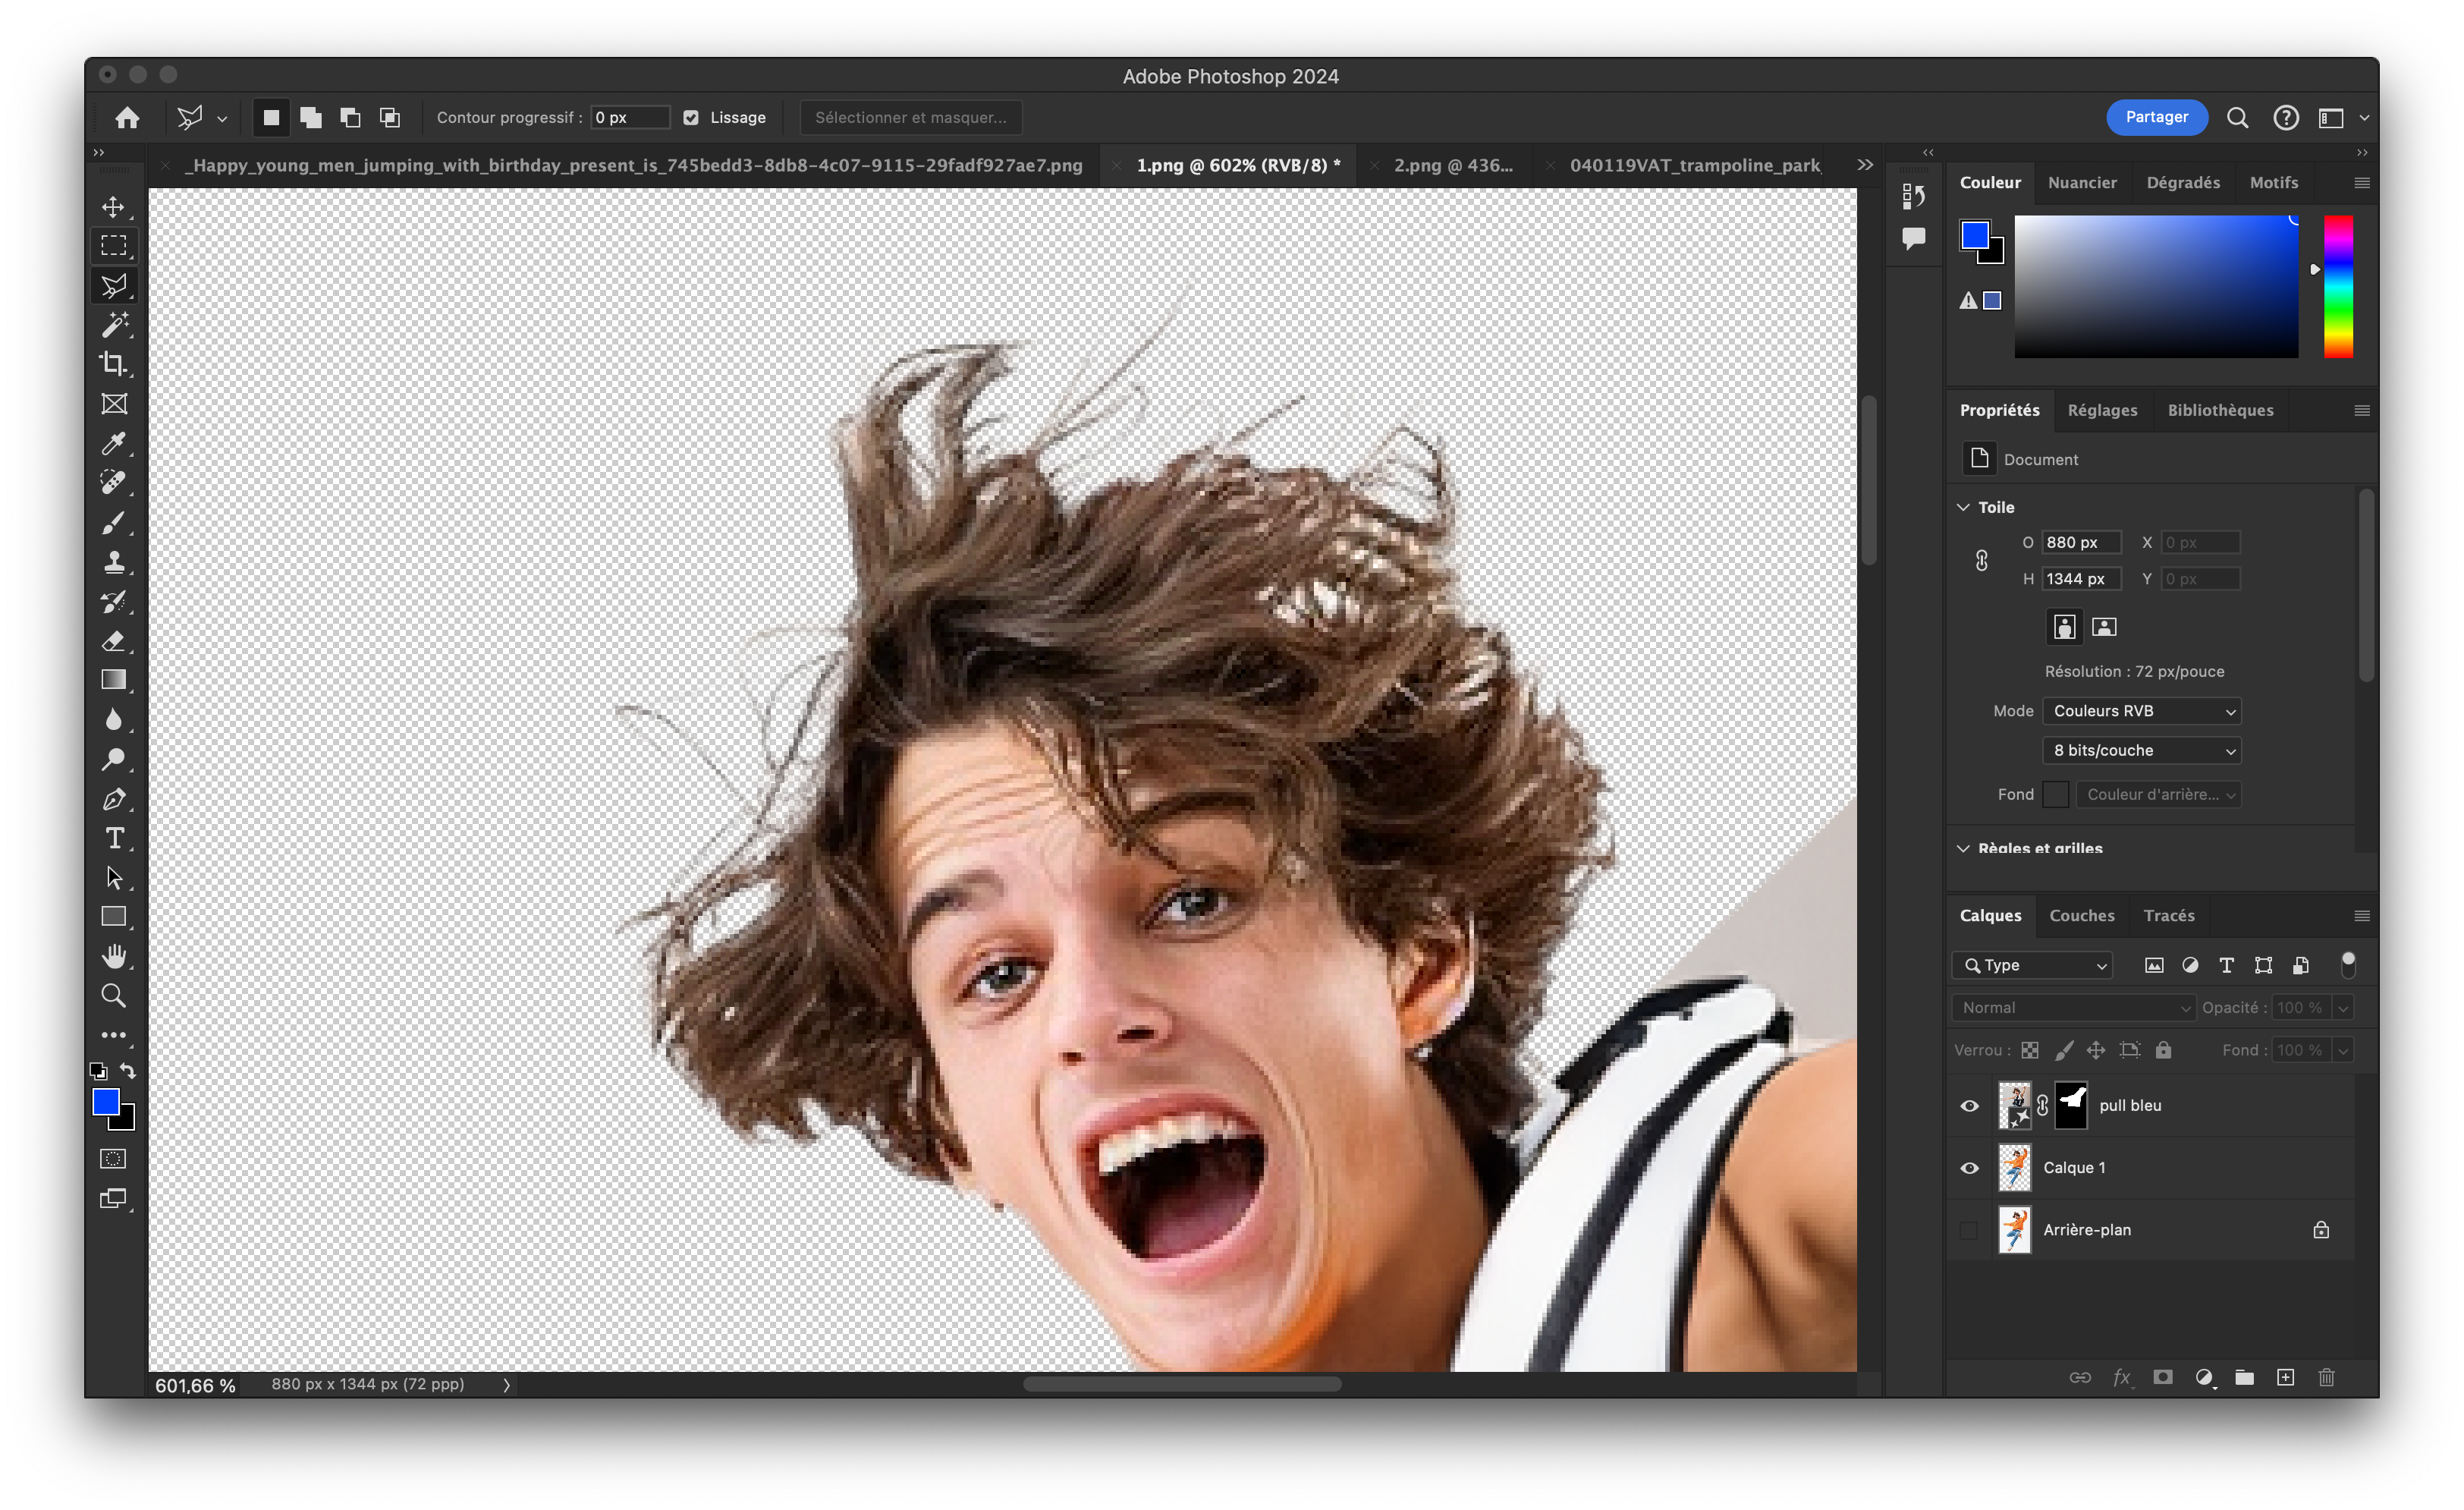 Adobe Photoshop 2024
Contour progressif : 0 px Lissage Sélectionner et masquer... Partager
_Happy_young_men_jumping_with_birthday_present_is_745bedd3-8db8-4c07-9115-29fadf927ae7.png 1.png @ 602% (RVB/8) * 2.png @ 436... 040119VAT_trampoline_park
Couleur Nuancier Dégradés Motifs
Propriétés Réglages Bibliothèques
Document
Toile
O 880 px X 0 px
H 1344 px Y 0 px
Résolution : 72 px/pouce
Mode Couleurs RVB
8 bits/couche
Fond Couleur d'arrière...
Règles et grilles
Calques Couches Tracés
Type
Normal Opacité : 100 %
Verrou : Fond : 100 %
pull bleu
Calque 1
Arrière-plan
fx
601,66 % 880 px x 1344 px (72 ppp)